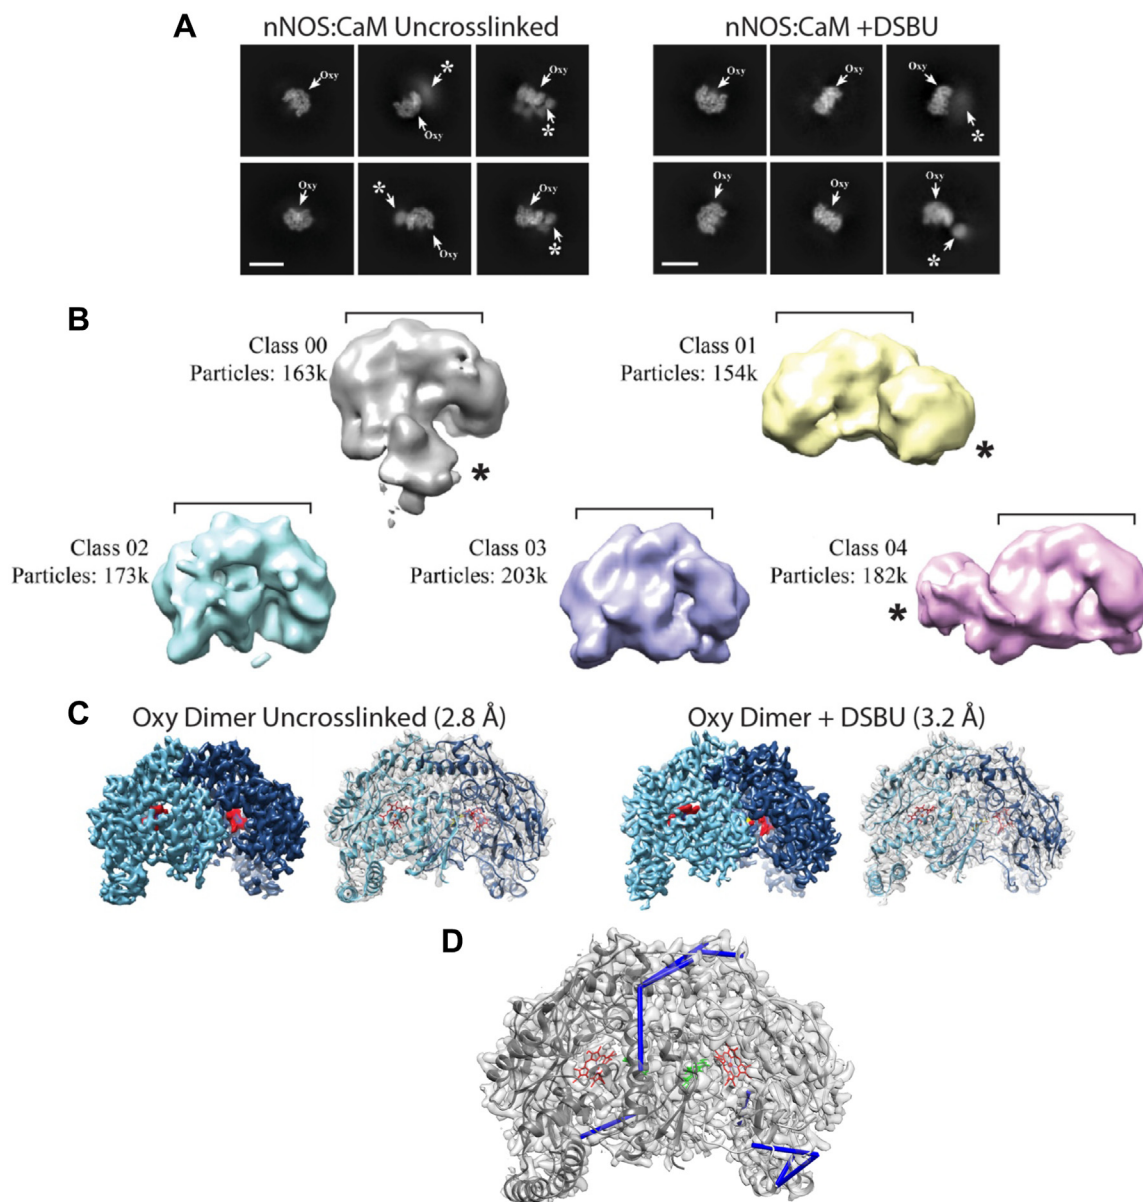 A
nNOS:CaM Uncrosslinked
nNOS:CaM +DSBU
Oxy
*
Oxy
Oxy
*
Oxy
Oxy
Oxy
*
Oxy
*
Oxy
Oxy
*
Oxy
Oxy
Oxy
*
B
Class 00
Particles: 163k
*
Class 01
Particles: 154k
*
Class 02
Particles: 173k
Class 03
Particles: 203k
Class 04
Particles: 182k
*
C
Oxy Dimer Uncrosslinked (2.8 Å)
Oxy Dimer + DSBU (3.2 Å)
D